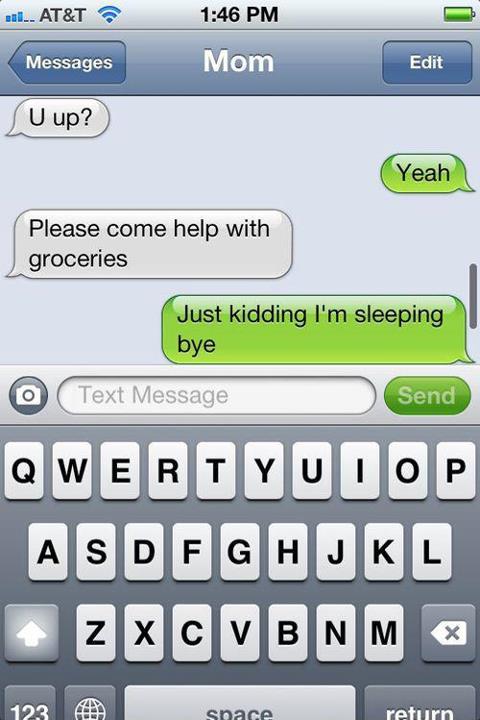 AT&T 1:46 PM
Messages Mom Edit
U up?
Yeah
Please come help with
groceries
Just kidding I'm sleeping
bye
Text Message Send
Q W E R T Y U I O P
A S D F G H J K L
Z X C V B N M
123 space return